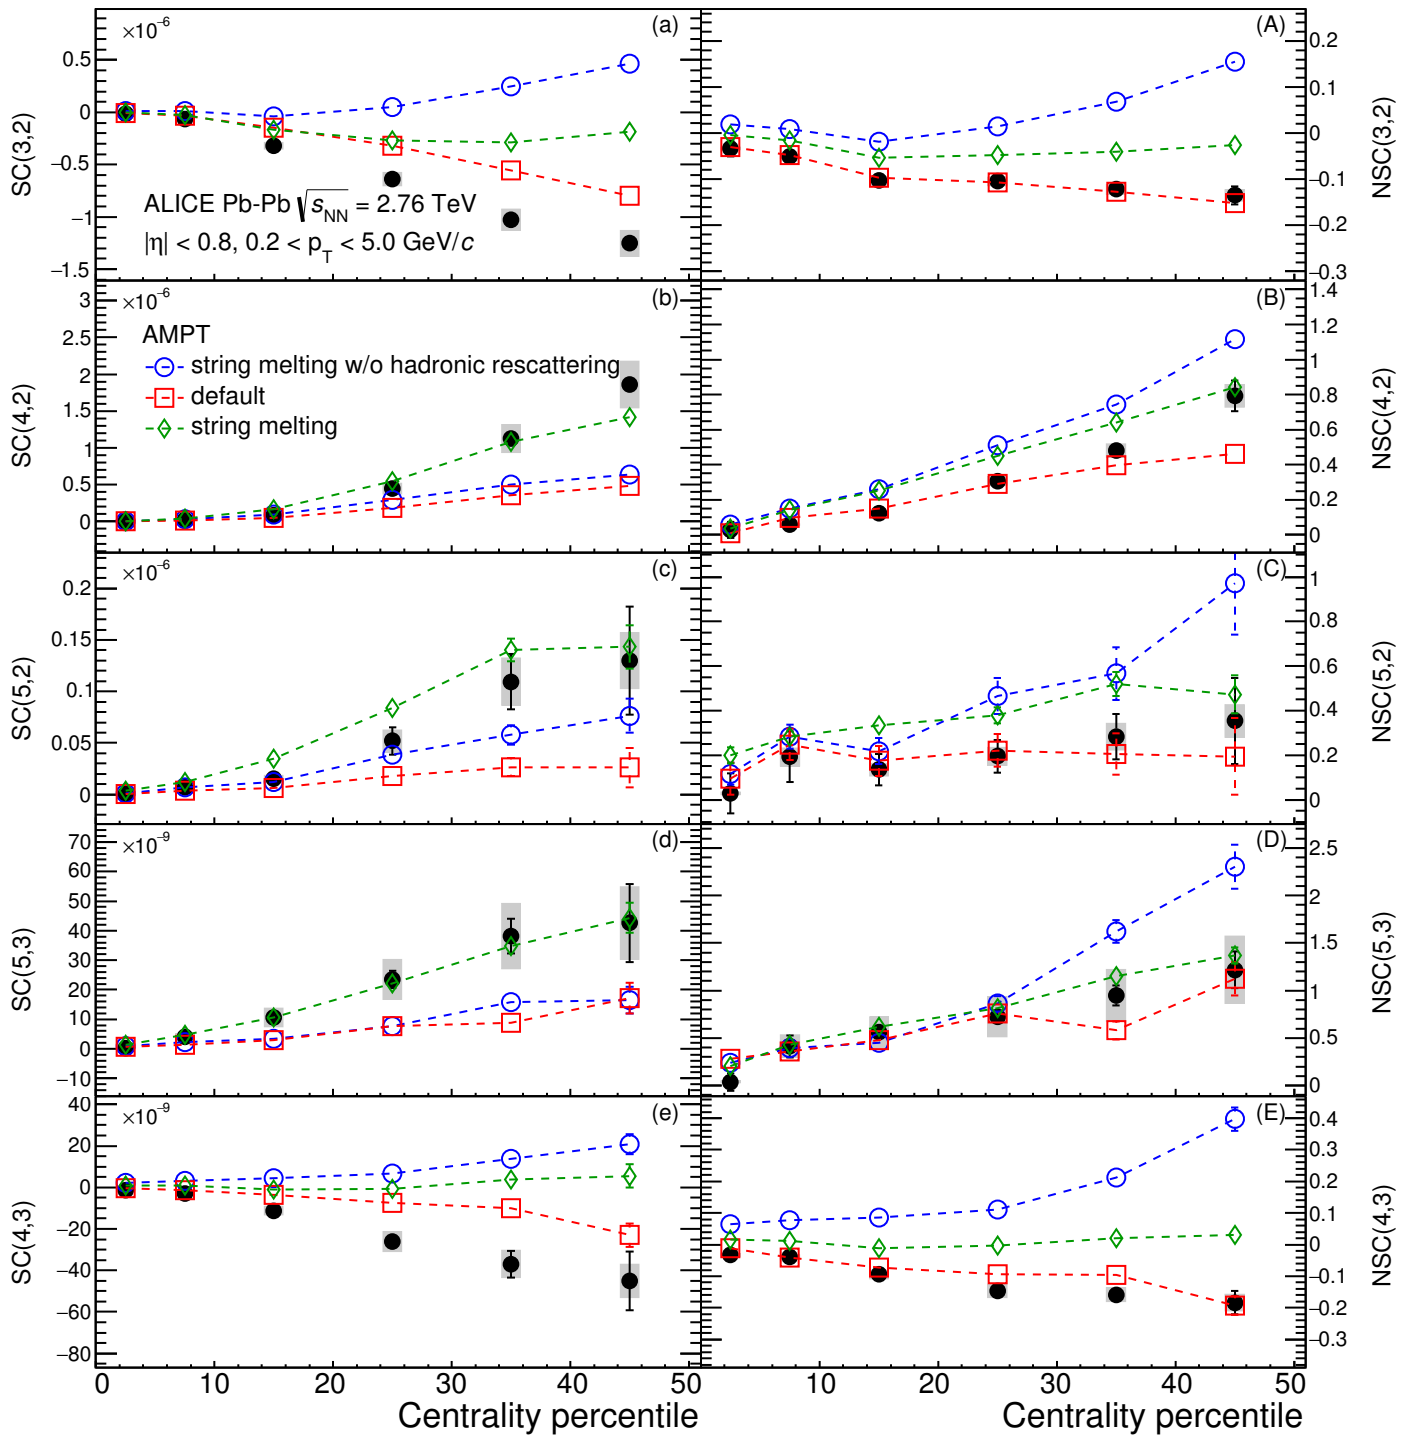 ×10⁻⁶
(a)
(A)
0.5
0
−0.5
−1
−1.5
SC(3,2)
ALICE Pb-Pb √s_NN = 2.76 TeV
|η| < 0.8, 0.2 < p_T < 5.0 GeV/c
0.2
0.1
0
−0.1
−0.2
−0.3
NSC(3,2)
×10⁻⁶
(b)
(B)
3
2.5
2
1.5
1
0.5
0
SC(4,2)
AMPT
string melting w/o hadronic rescattering
default
string melting
1.4
1.2
1
0.8
0.6
0.4
0.2
0
NSC(4,2)
×10⁻⁶
(c)
(C)
0.2
0.15
0.1
0.05
0
SC(5,2)
1
0.8
0.6
0.4
0.2
0
NSC(5,2)
×10⁻⁹
(d)
(D)
70
60
50
40
30
20
10
0
−10
SC(5,3)
2.5
2
1.5
1
0.5
0
NSC(5,3)
×10⁻⁹
(e)
(E)
40
20
0
−20
−40
−60
−80
SC(4,3)
0.4
0.3
0.2
0.1
0
−0.1
−0.2
−0.3
NSC(4,3)
0 10 20 30 40 50
10 20 30 40 50
Centrality percentile
Centrality percentile